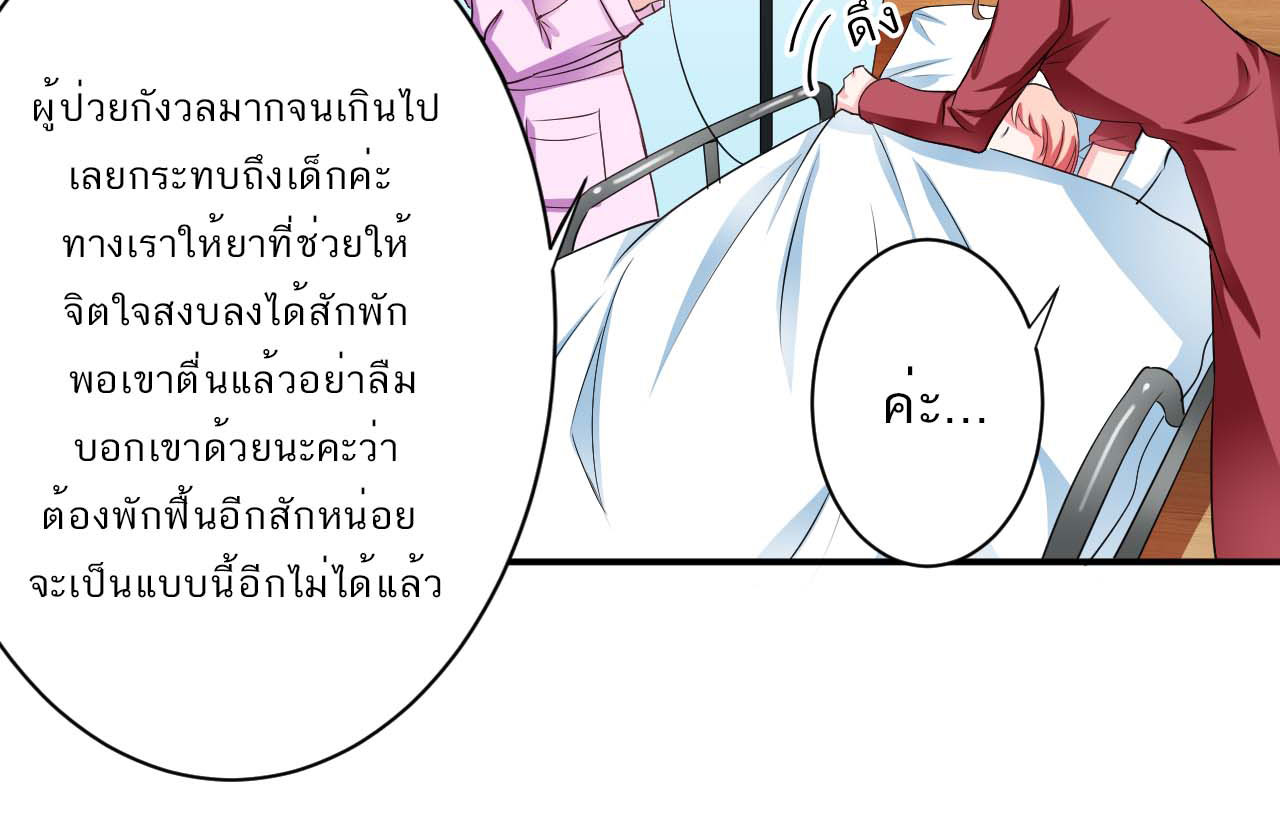 ดึง
ผู้ป่วยกังวลมากจนเกินไป
เลยกระทบถึงเด็กค่ะ
ทางเราให้ยาที่ช่วยให้
จิตใจสงบลงได้สักพัก
พอเขาตื่นแล้วอย่าลืม
บอกเขาด้วยนะคะว่า
ต้องพักฟื้นอีกสักหน่อย
จะเป็นแบบนี้อีกไม่ได้แล้ว
ค่ะ...